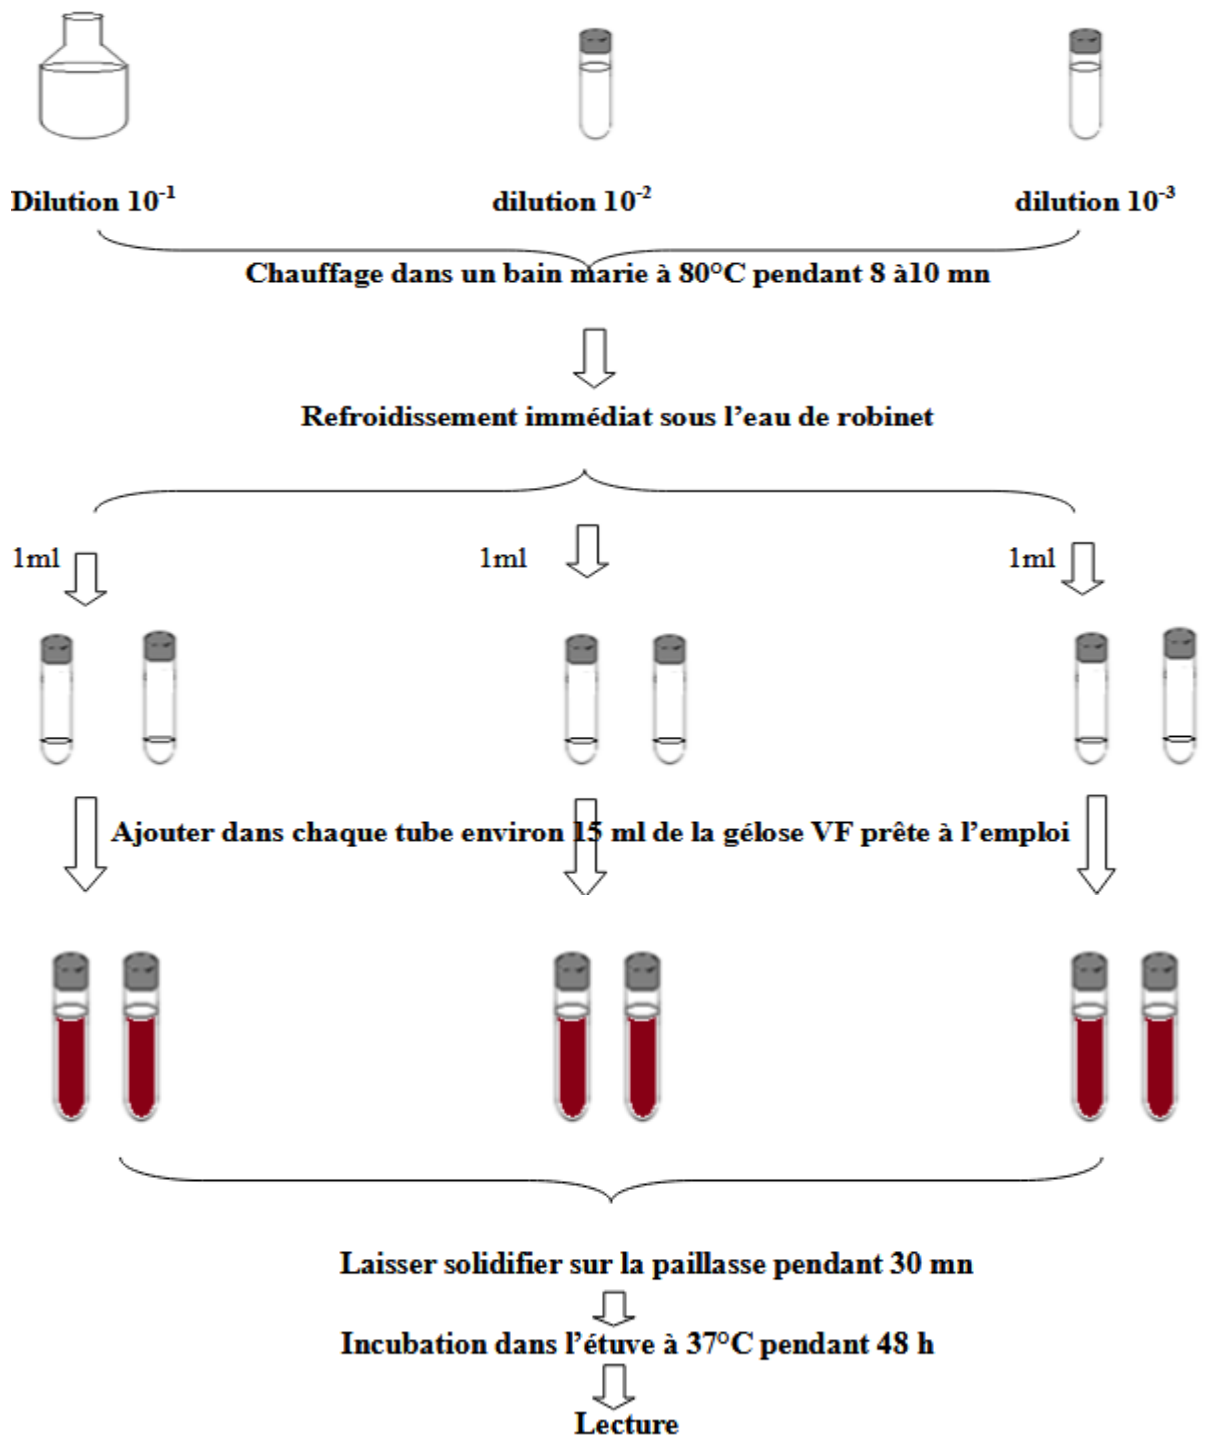 Dilution 10⁻¹ dilution 10⁻² dilution 10⁻³
Chauffage dans un bain marie à 80°C pendant 8 à10 mn
Refroidissement immédiat sous l’eau de robinet
1ml 1ml 1ml
Ajouter dans chaque tube environ 15 ml de la gélose VF prête à l’emploi
Laisser solidifier sur la paillasse pendant 30 mn
Incubation dans l’étuve à 37°C pendant 48 h
Lecture